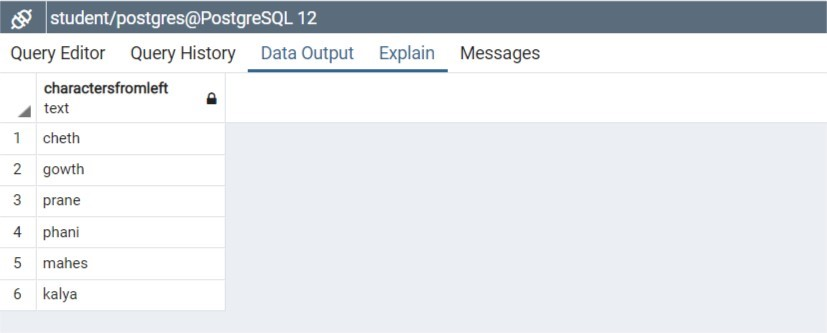 student/postgres@PostgreSQL 12
Query Editor Query History Data Output Explain Messages
charactersfromleft
text
1 cheth
2 gowth
3 prane
4 phani
5 mahes
6 kalya